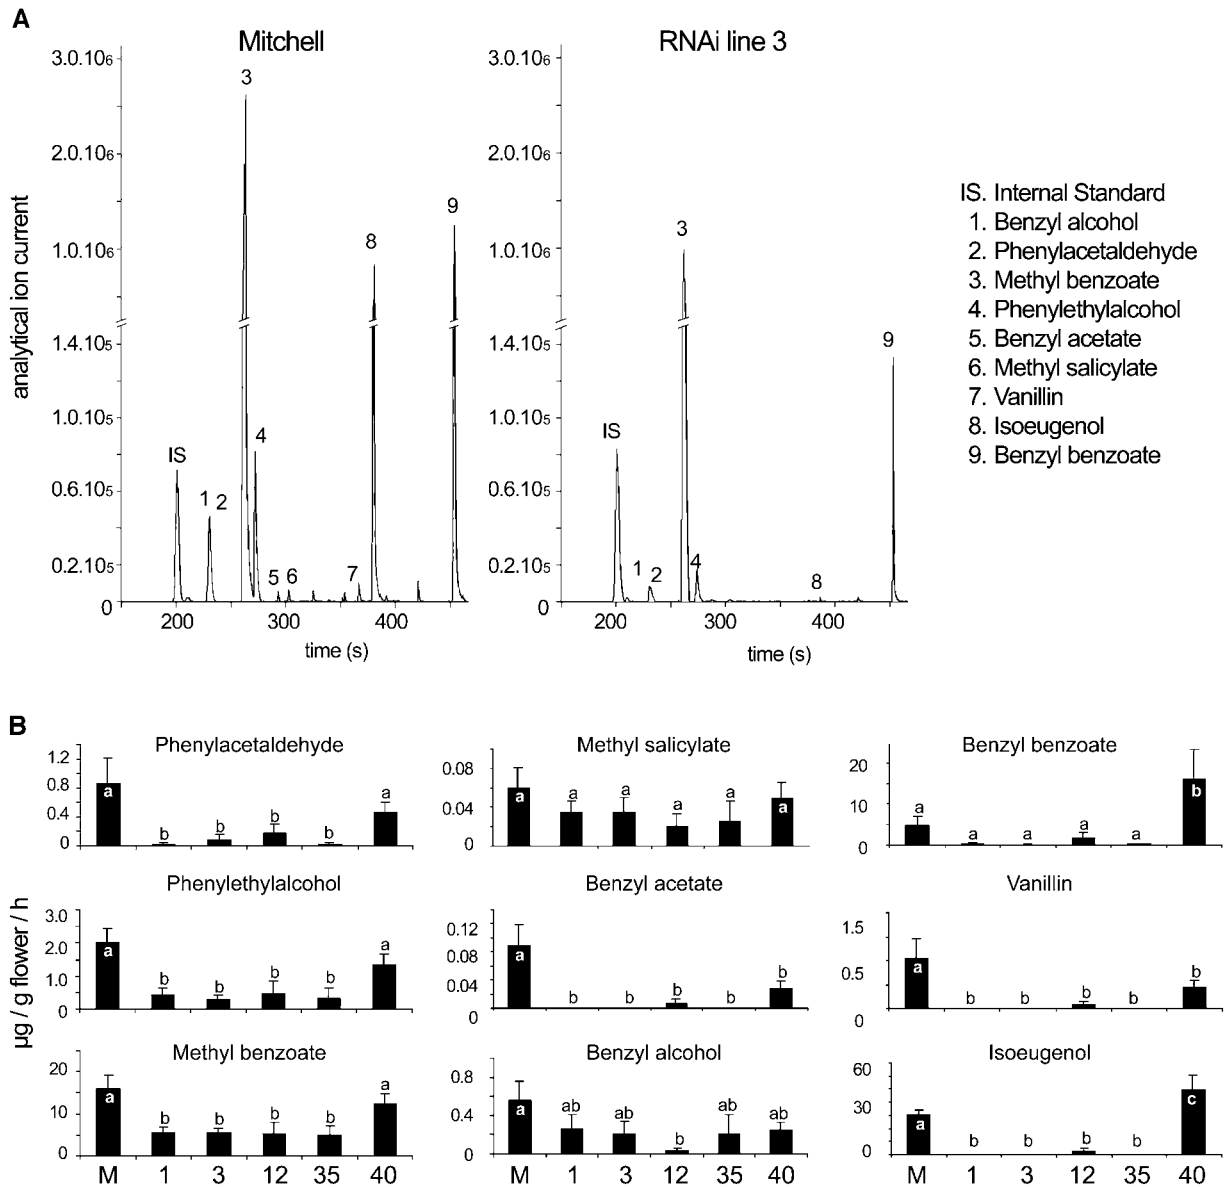 A
Mitchell
RNAi line 3
analytical ion current
3.0.106
2.0.106
1.0.106
1.4.105
1.0.105
0.6.105
0.2.105
0
IS
1
2
3
4
5
6
7
8
9
200
300
400
time (s)
3.0.106
2.0.106
1.0.106
1.4.105
1.0.105
0.6.105
0.2.105
0
IS
1
2
3
4
8
9
200
300
400
time (s)
IS. Internal Standard
1. Benzyl alcohol
2. Phenylacetaldehyde
3. Methyl benzoate
4. Phenylethylalcohol
5. Benzyl acetate
6. Methyl salicylate
7. Vanillin
8. Isoeugenol
9. Benzyl benzoate
B
µg / g flower / h
Phenylacetaldehyde
1.2
0.8
0.4
0
a b b b b a
Methyl salicylate
0.08
0.04
0
a a a a a a
Benzyl benzoate
20
10
0
a a a a a b
Phenylethylalcohol
3.0
2.0
1.0
0
a b b b b a
Benzyl acetate
0.12
0.08
0.04
0
a b b b b b
Vanillin
1.5
0.5
0
a b b b b b
Methyl benzoate
20
10
0
a b b b b a
M 1 3 12 35 40
Benzyl alcohol
0.8
0.4
0
a ab ab b ab ab
M 1 3 12 35 40
Isoeugenol
60
30
0
a b b b b c
M 1 3 12 35 40